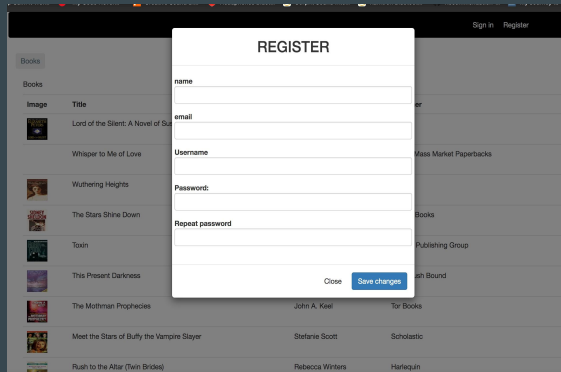 Sign in Register
REGISTER
Books
Books
name
email
Username
Password:
Repeat password
Close Save changes
Image Title er
Lord of the Silent: A Novel of Sus
Whisper to Me of Love Mass Market Paperbacks
Wuthering Heights
The Stars Shine Down Books
Toxin Publishing Group
This Present Darkness sh Bound
The Mothman Prophecies John A. Keel Tor Books
Meet the Stars of Buffy the Vampire Slayer Stefanie Scott Scholastic
Rush to the Altar (Twin Brides) Rebecca Winters Harlequin